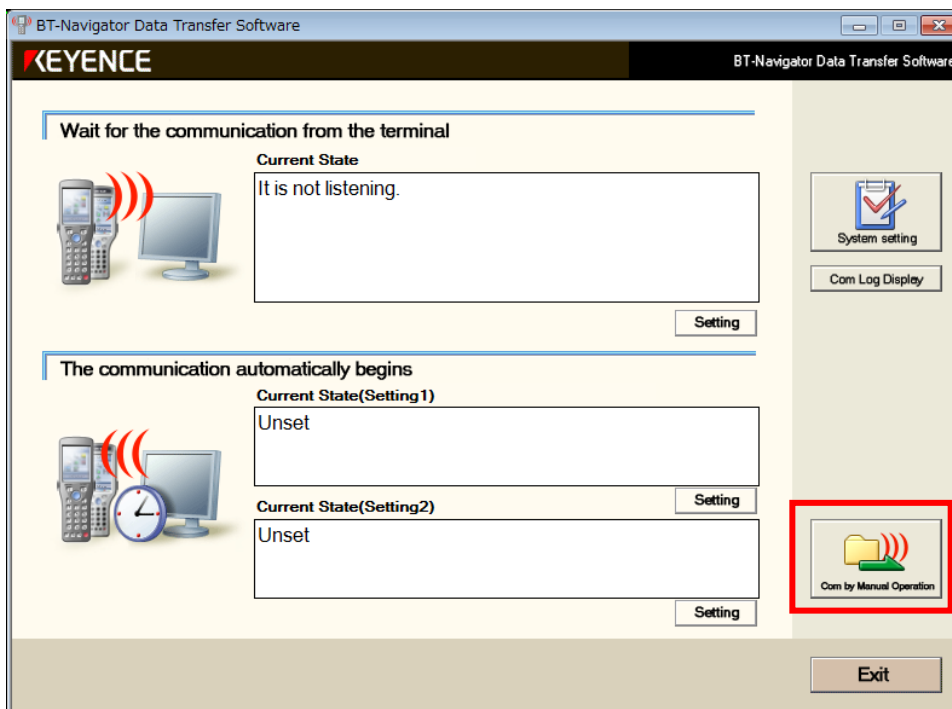 BT-Navigator Data Transfer Software
KEYENCE
BT-Navigator Data Transfer Software
Wait for the communication from the terminal
Current State
It is not listening.
System setting
Com Log Display
Setting
The communication automatically begins
Current State(Setting1)
Unset
Setting
Current State(Setting2)
Unset
Com by Manual Operation
Setting
Exit